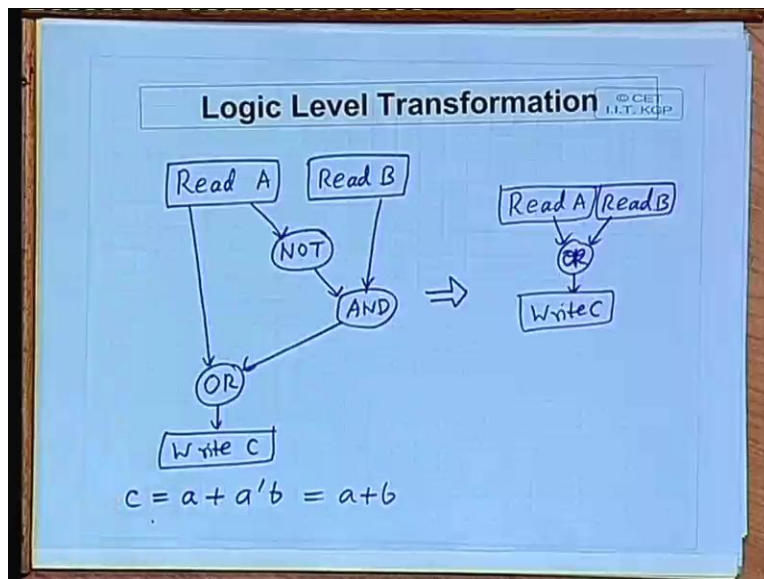 Logic Level Transformation
© CET
I.I.T. KGP
Read A
Read B
NOT
AND
OR
Write C
⇒
Read A
Read B
OR
Write C
c = a + a'b = a+b